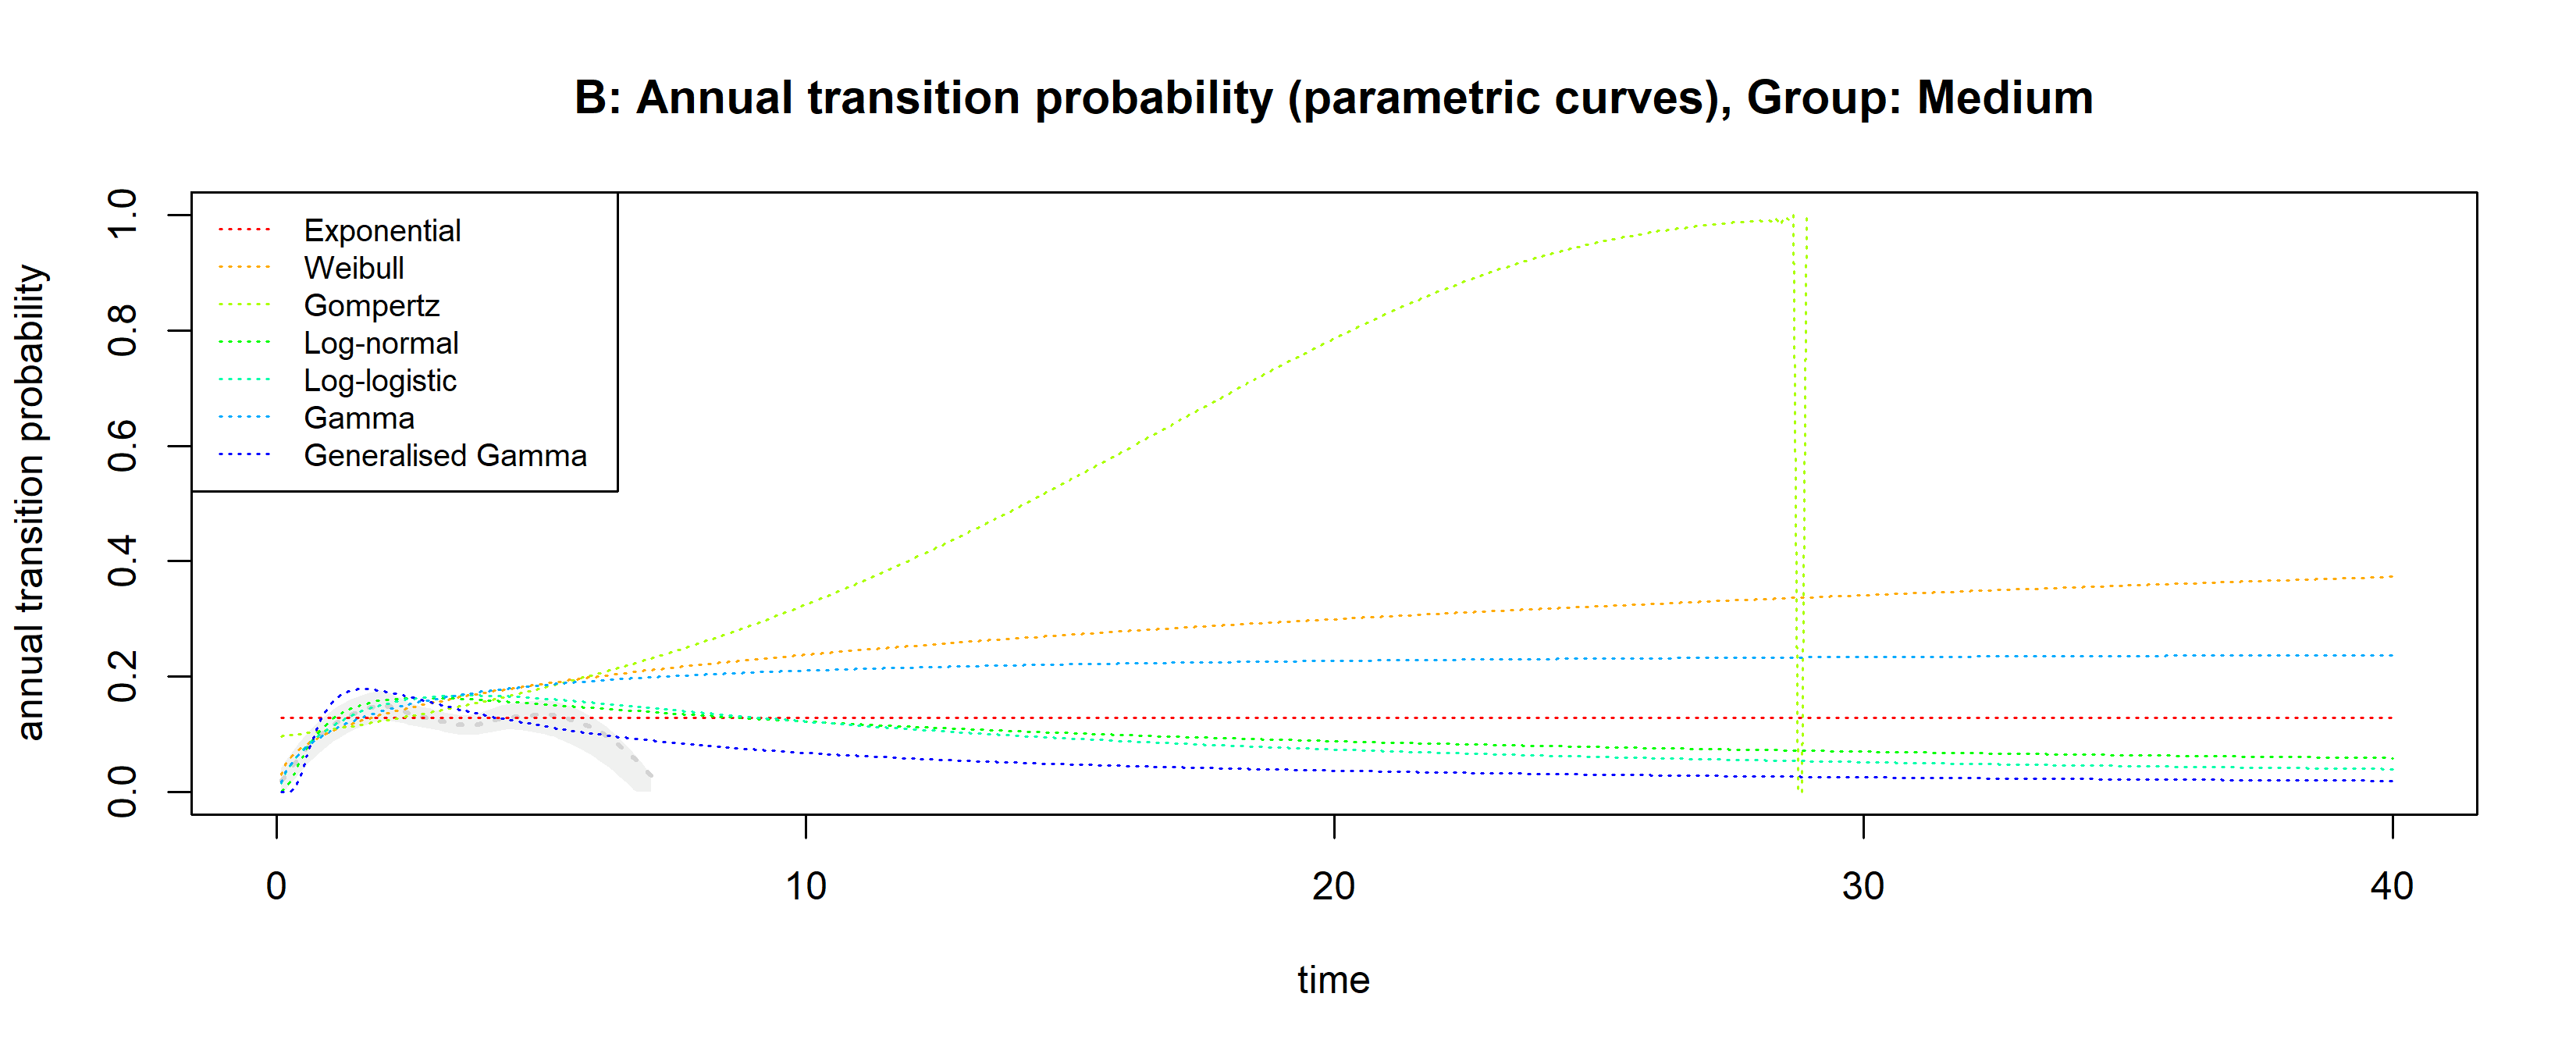 B: Annual transition probability (parametric curves), Group: Medium
annual transition probability
1.0
0.8
0.6
0.4
0.2
0.0
Exponential
Weibull
Gompertz
Log-normal
Log-logistic
Gamma
Generalised Gamma
0 10 20 30 40
time